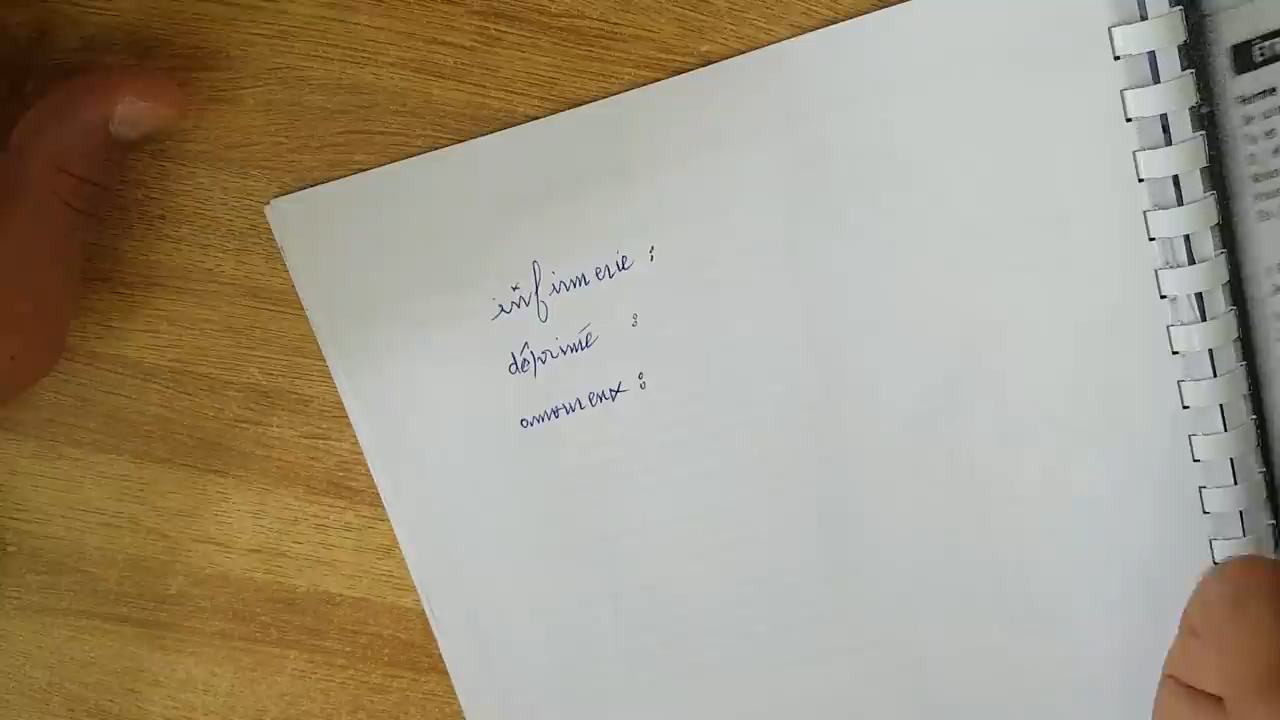 infirmerie :
déprimé :
amoureux :